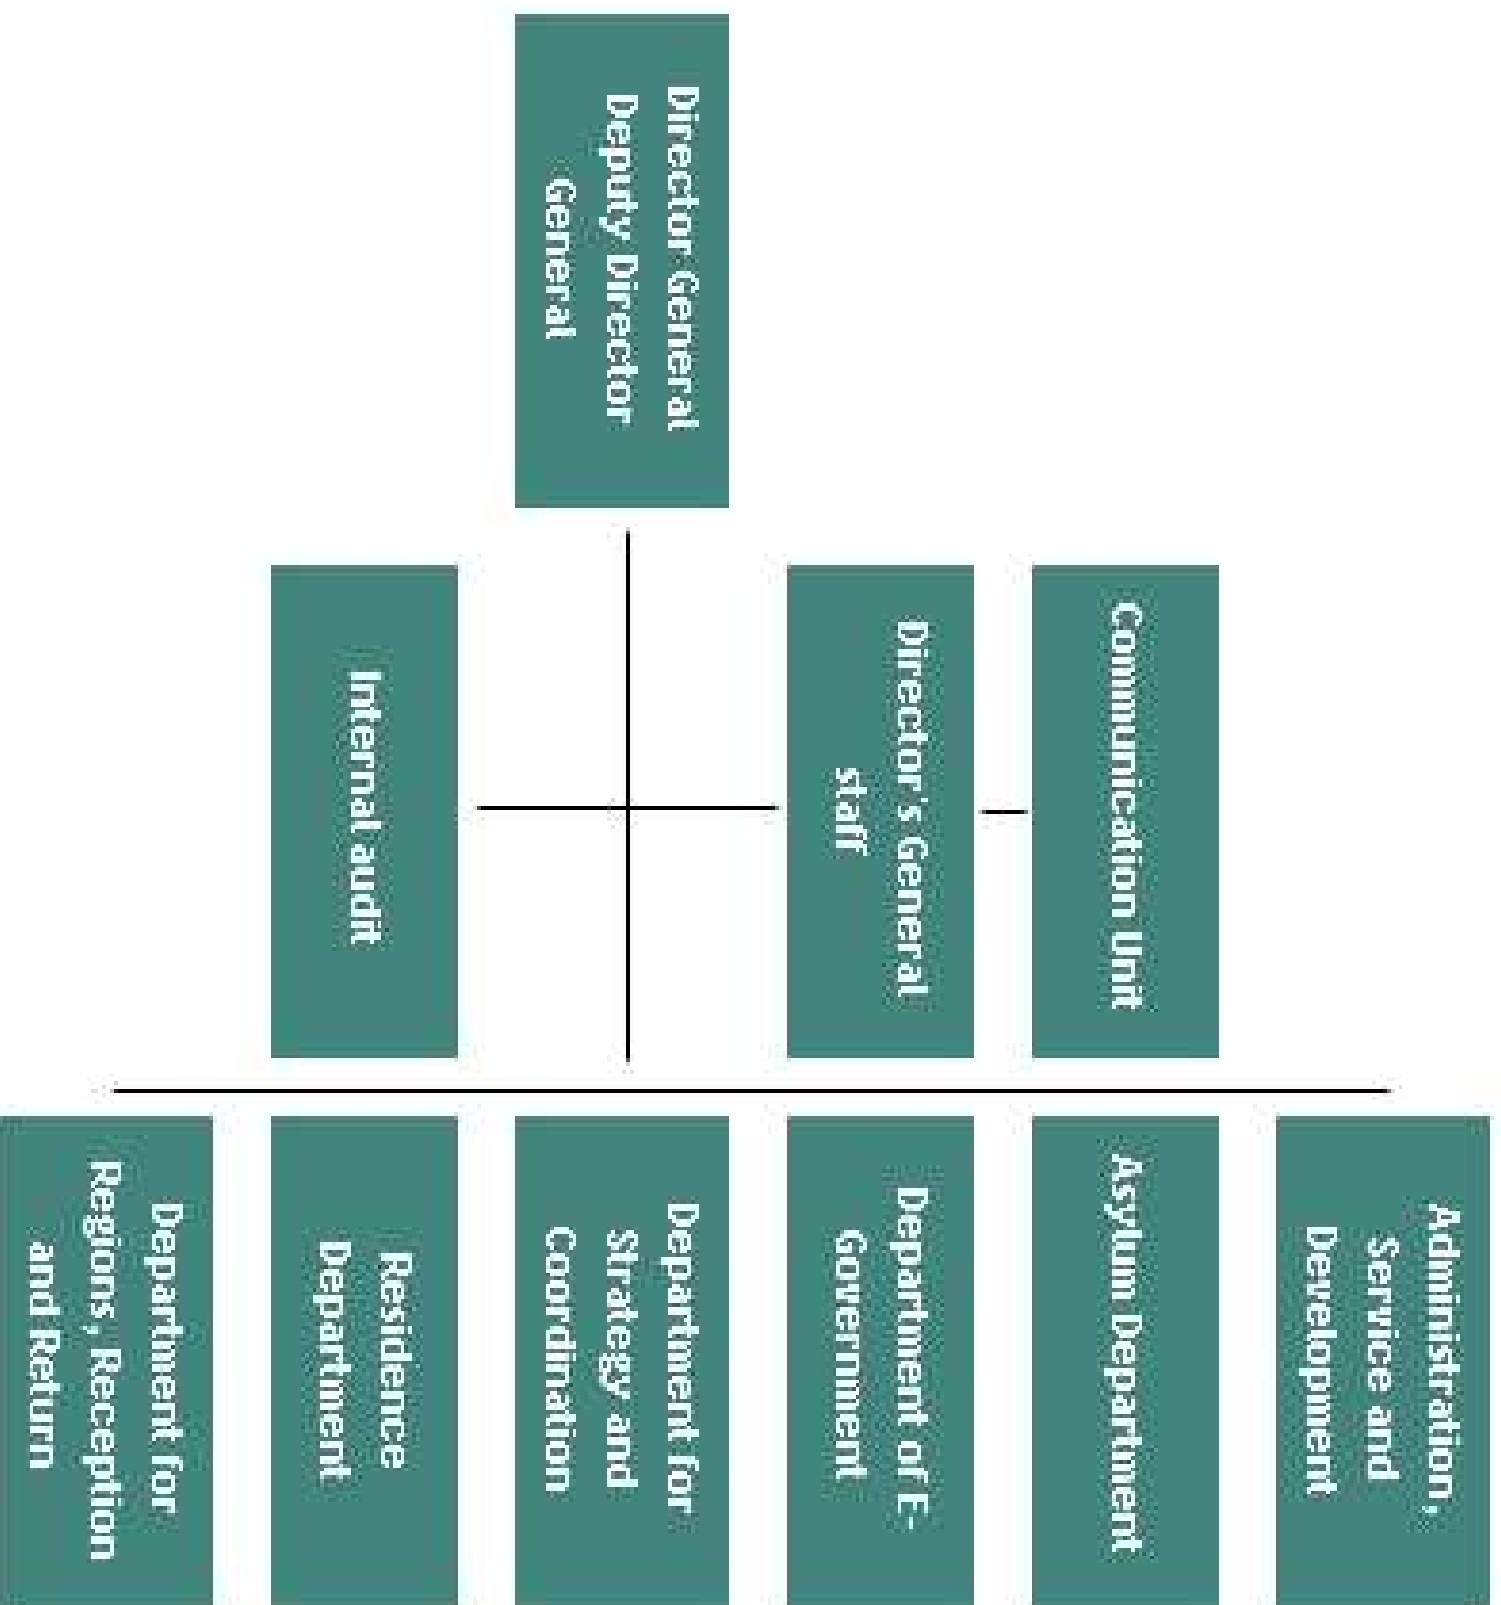 Director General
Deputy Director
General
Internal audit
Director's General
staff
Communication Unit
Department for
Regions, Reception
and Return
Residence
Department
Department for
Strategy and
Coordination
Department of E-
Government
Asylum Department
Administration,
Service and
Development